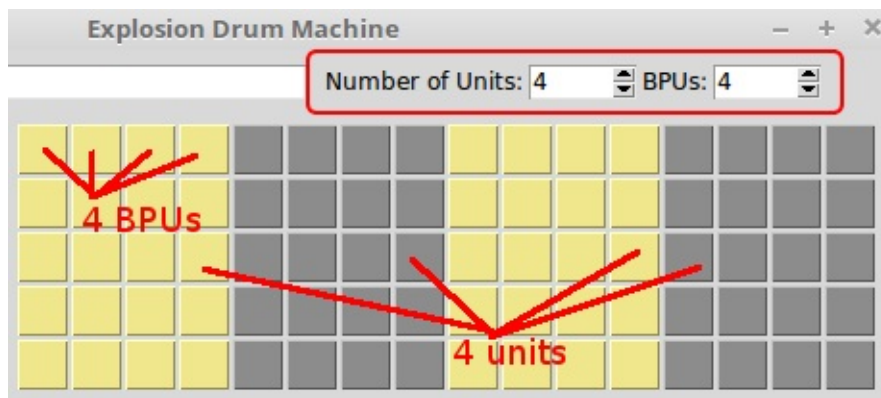 Explosion Drum Machine
Number of Units: 4 BPUs: 4
4 BPUs
4 units